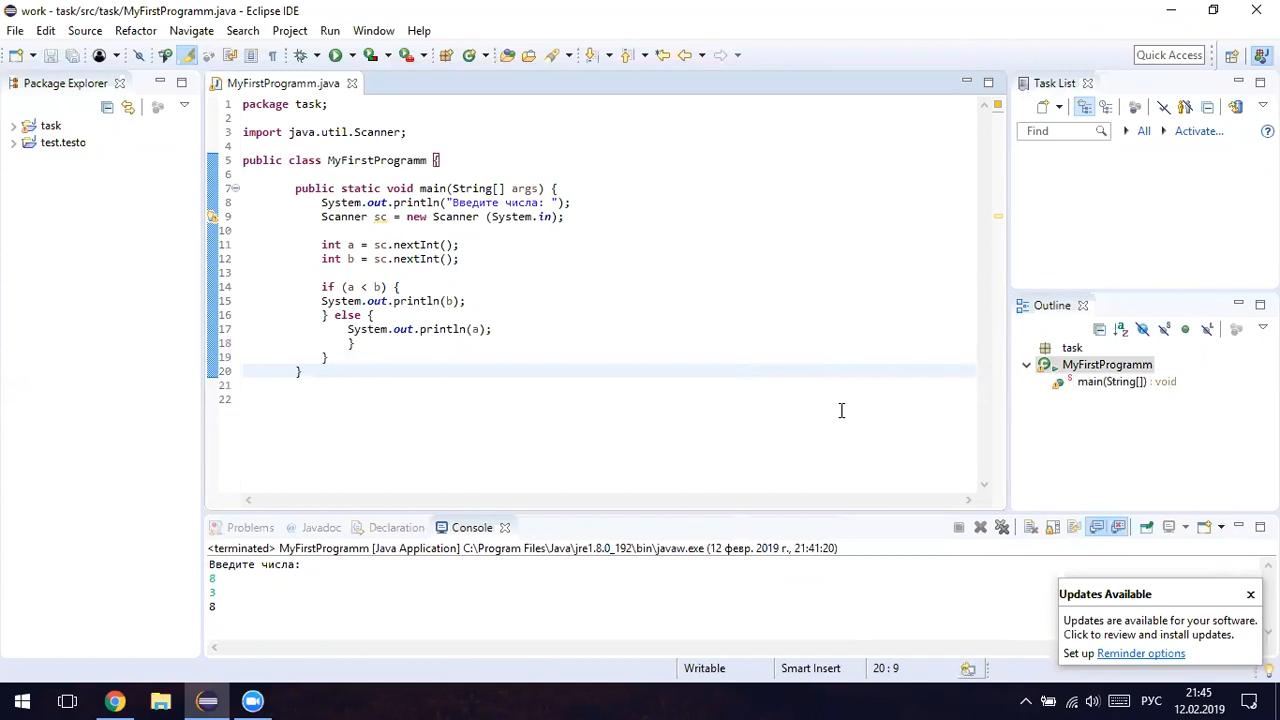 work - task/src/task/MyFirstProgramm.java - Eclipse IDE
File Edit Source Refactor Navigate Search Project Run Window Help
Quick Access
Package Explorer
task
test.testo
MyFirstProgramm.java
1 package task;
2
3 import java.util.Scanner;
4
5 public class MyFirstProgramm {
6
7 public static void main(String[] args) {
8 System.out.println("Введите числа: ");
9 Scanner sc = new Scanner (System.in);
10
11 int a = sc.nextInt();
12 int b = sc.nextInt();
13
14 if (a < b) {
15 System.out.println(b);
16 } else {
17 System.out.println(a);
18 }
19 }
20 }
21
22
Task List
Find All Activate...
Outline
task
MyFirstProgramm
main(String[]) : void
Problems Javadoc Declaration Console
<terminated> MyFirstProgramm [Java Application] C:\Program Files\Java\jre1.8.0_192\bin\javaw.exe (12 февр. 2019 г., 21:41:20)
Введите числа:
8
3
8
Updates Available
Updates are available for your software.
Click to review and install updates.
Set up Reminder options
Writable Smart Insert 20 : 9
РУС
21:45
12.02.2019